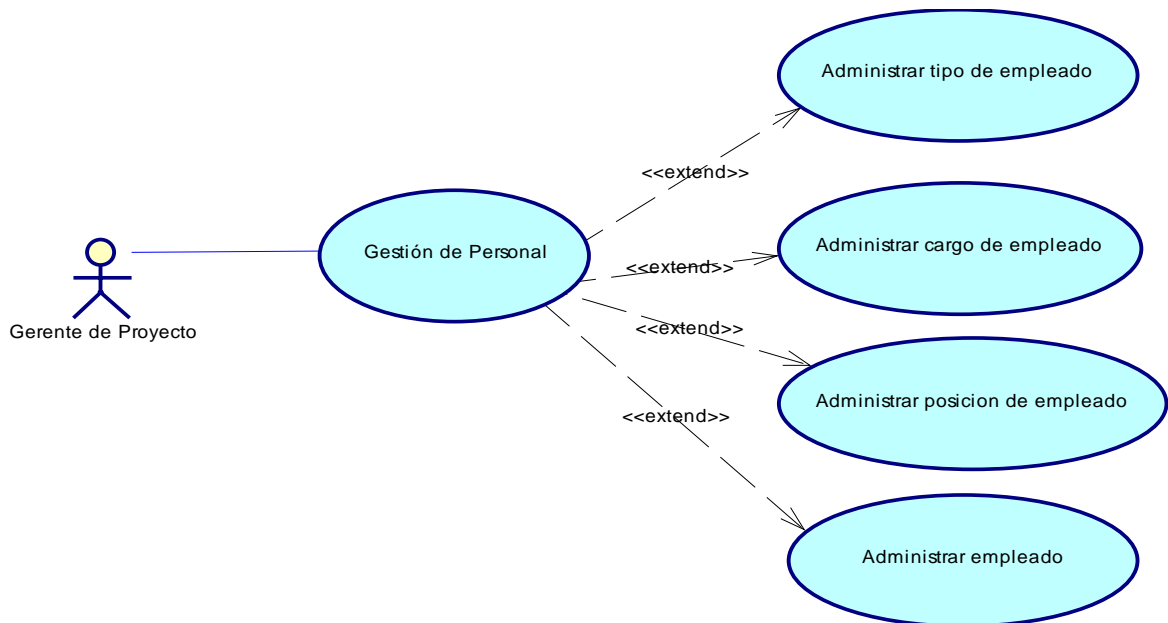 Administrar tipo de empleado
<<extend>>
Administrar cargo de empleado
Gestión de Personal
<<extend>>
<<extend>>
Gerente de Proyecto
Administrar posicion de empleado
<<extend>>
Administrar empleado